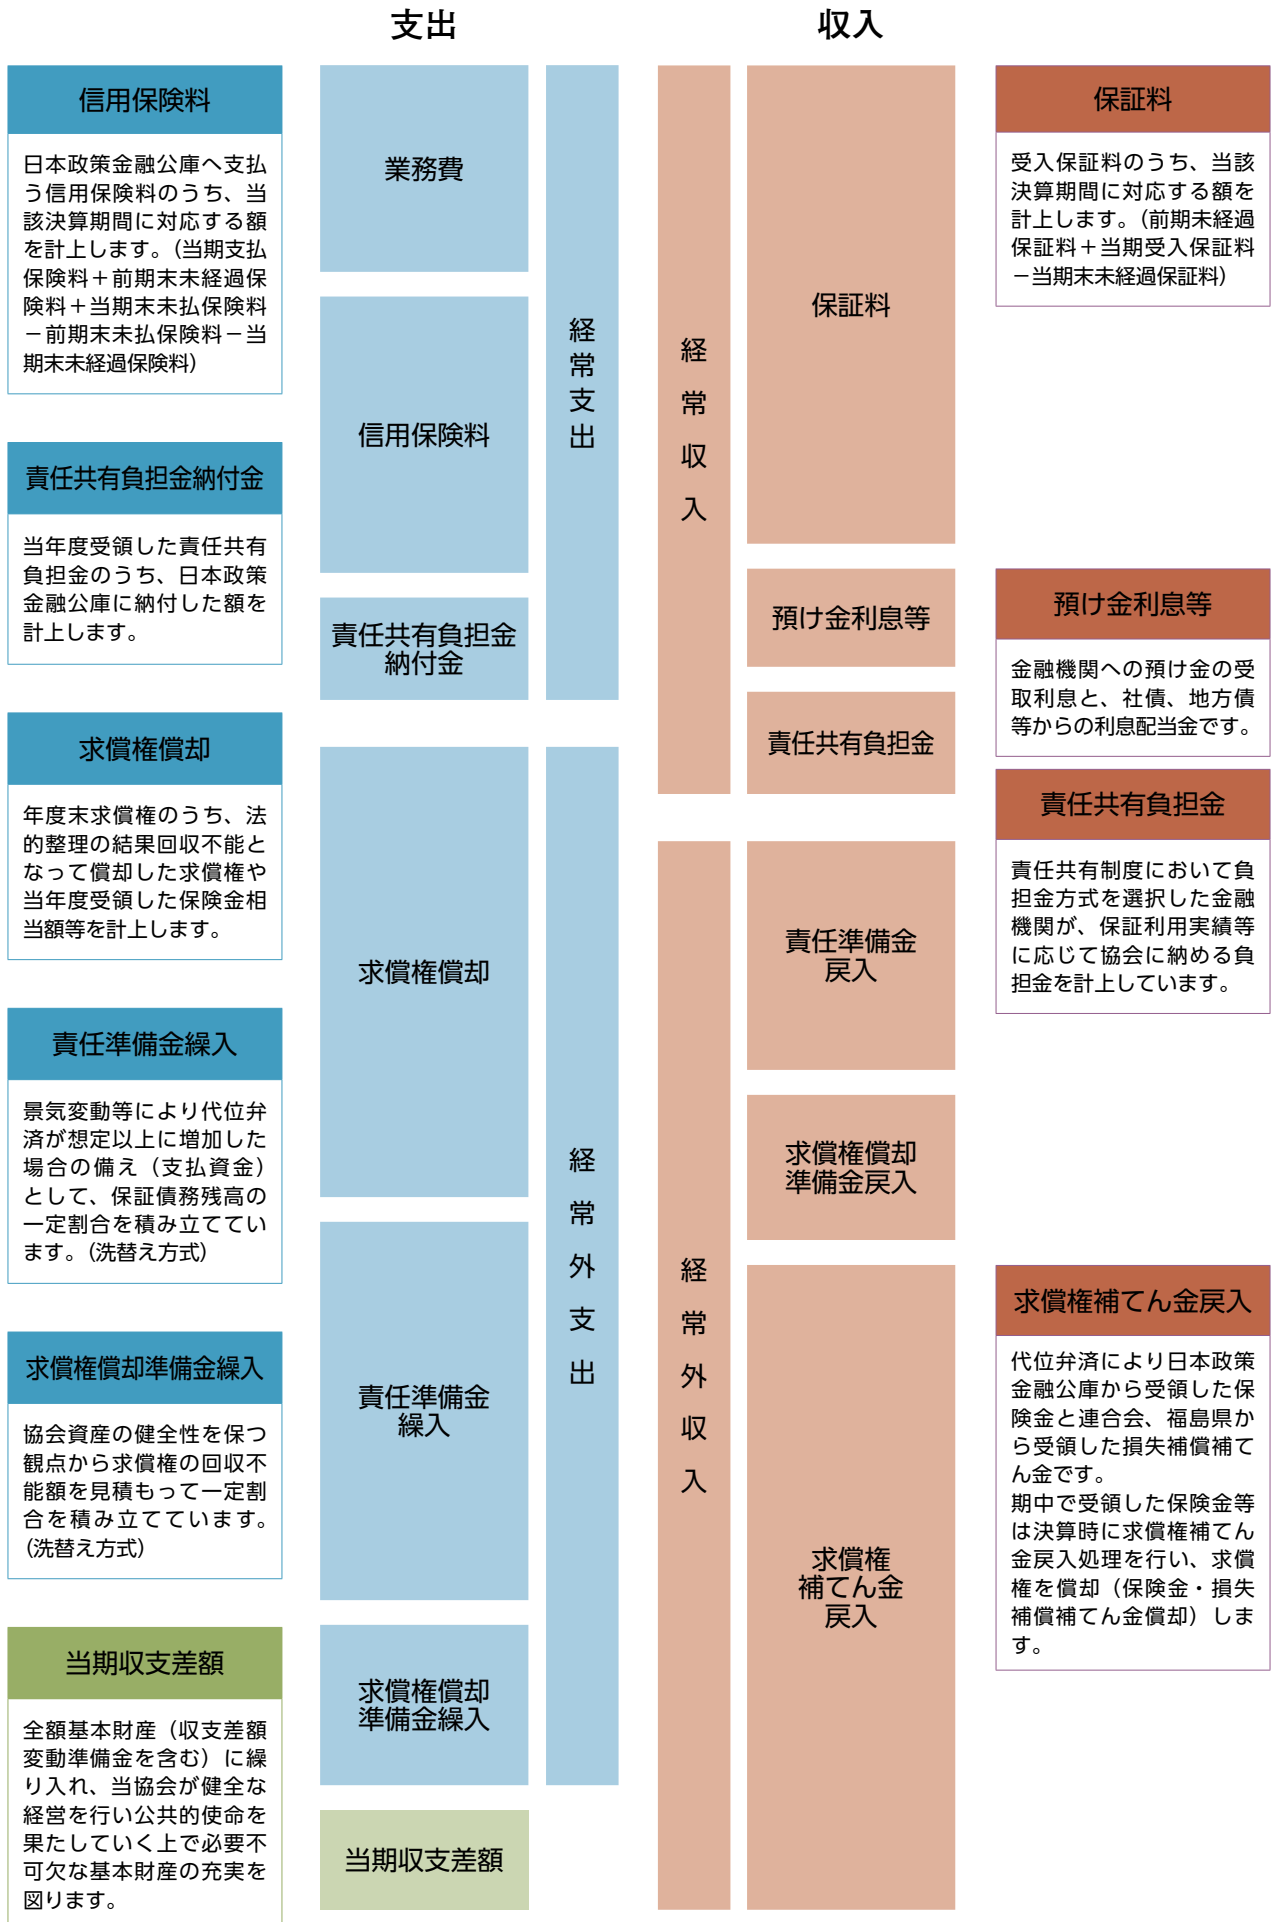 支出
収入
信用保険料
日本政策金融公庫へ支払
う信用保険料のうち、当
該決算期間に対応する額
を計上します。（当期支払
保険料＋前期末未経過保
険料＋当期末未払保険料
－前期末未払保険料－当
期末未経過保険料）
責任共有負担金納付金
当年度受領した責任共有
負担金のうち、日本政策
金融公庫に納付した額を
計上します。
求償権償却
年度末求償権のうち、法
的整理の結果回収不能と
なって償却した求償権や
当年度受領した保険金相
当額等を計上します。
責任準備金繰入
景気変動等により代位弁
済が想定以上に増加した
場合の備え（支払資金）
として、保証債務残高の
一定割合を積み立ててい
ます。（洗替え方式）
求償権償却準備金繰入
協会資産の健全性を保つ
観点から求償権の回収不
能額を見積もって一定割
合を積み立てています。
（洗替え方式）
当期収支差額
全額基本財産（収支差額
変動準備金を含む）に繰
り入れ、当協会が健全な
経営を行い公共的使命を
果たしていく上で必要不
可欠な基本財産の充実を
図ります。
業務費
信用保険料
責任共有負担金
納付金
求償権償却
責任準備金
繰入
求償権償却
準備金繰入
当期収支差額
経常支出
経常外支出
経常収入
経常外収入
保証料
預け金利息等
責任共有負担金
責任準備金
戻入
求償権償却
準備金戻入
求償権
補てん金
戻入
保証料
受入保証料のうち、当該
決算期間に対応する額を
計上します。（前期未経過
保証料＋当期受入保証料
－当期末未経過保証料）
預け金利息等
金融機関への預け金の受
取利息と、社債、地方債
等からの利息配当金です。
責任共有負担金
責任共有制度において負
担金方式を選択した金融
機関が、保証利用実績等
に応じて協会に納める負
担金を計上しています。
求償権補てん金戻入
代位弁済により日本政策
金融公庫から受領した保
険金と連合会、福島県か
ら受領した損失補償補て
ん金です。
期中で受領した保険金等
は決算時に求償権補てん
金戻入処理を行い、求償
権を償却（保険金・損失
補償補てん金償却）しま
す。